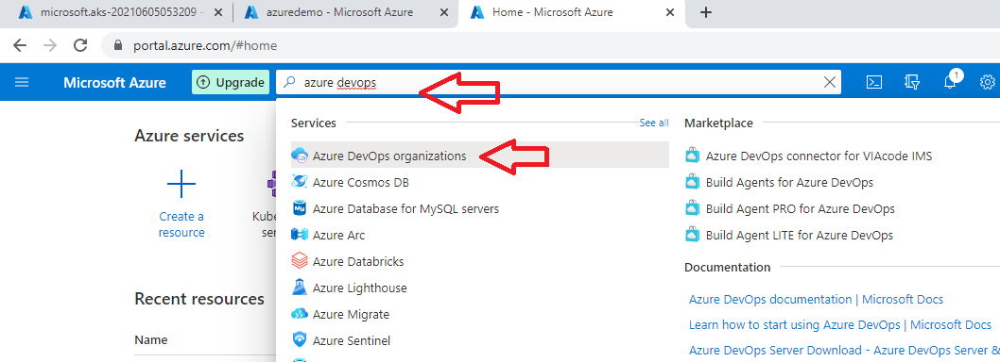 microsoft.aks-20210605053209 -
azuredemo - Microsoft Azure
Home - Microsoft Azure
portal.azure.com/#home
Microsoft Azure
Upgrade
azure devops
1
Azure services
Create a
resource
Kub
ser
Recent resources
Name
Services
See all
Azure DevOps organizations
Azure Cosmos DB
Azure Database for MySQL servers
Azure Arc
Azure Databricks
Azure Lighthouse
Azure Migrate
Azure Sentinel
Marketplace
Azure DevOps connector for VIAcode IMS
Build Agents for Azure DevOps
Build Agent PRO for Azure DevOps
Build Agent LITE for Azure DevOps
Documentation
Azure DevOps documentation | Microsoft Docs
Learn how to start using Azure DevOps | Microsoft Docs
Azure DevOps Server Download - Azure DevOps Server &